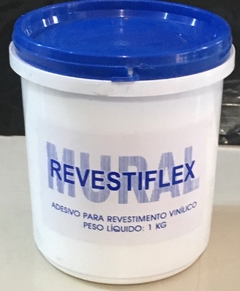 MURAL
REVESTIFLEX
ADESIVO PARA REVESTIMENTO VINÍLICO
PESO LÍQUIDO: 1 KG